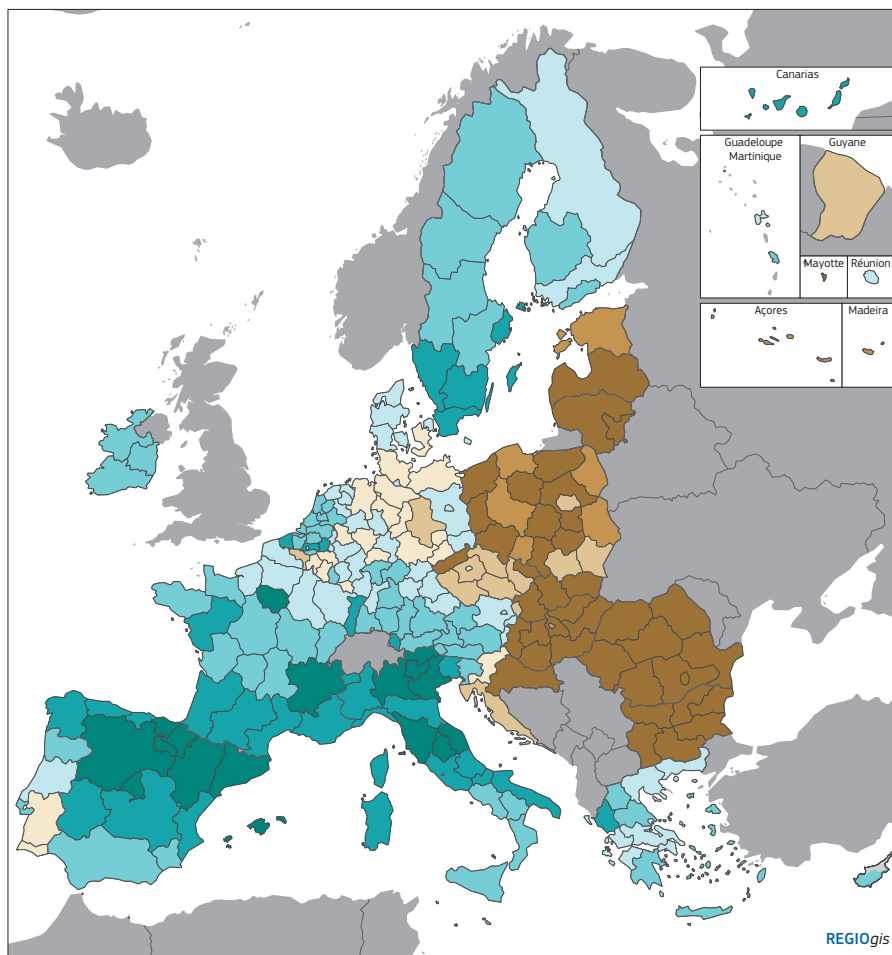 Canarias
Guadeloupe
Martinique
Guyane
Mayotte
Réunion
Açores
Madeira
REGIOgis